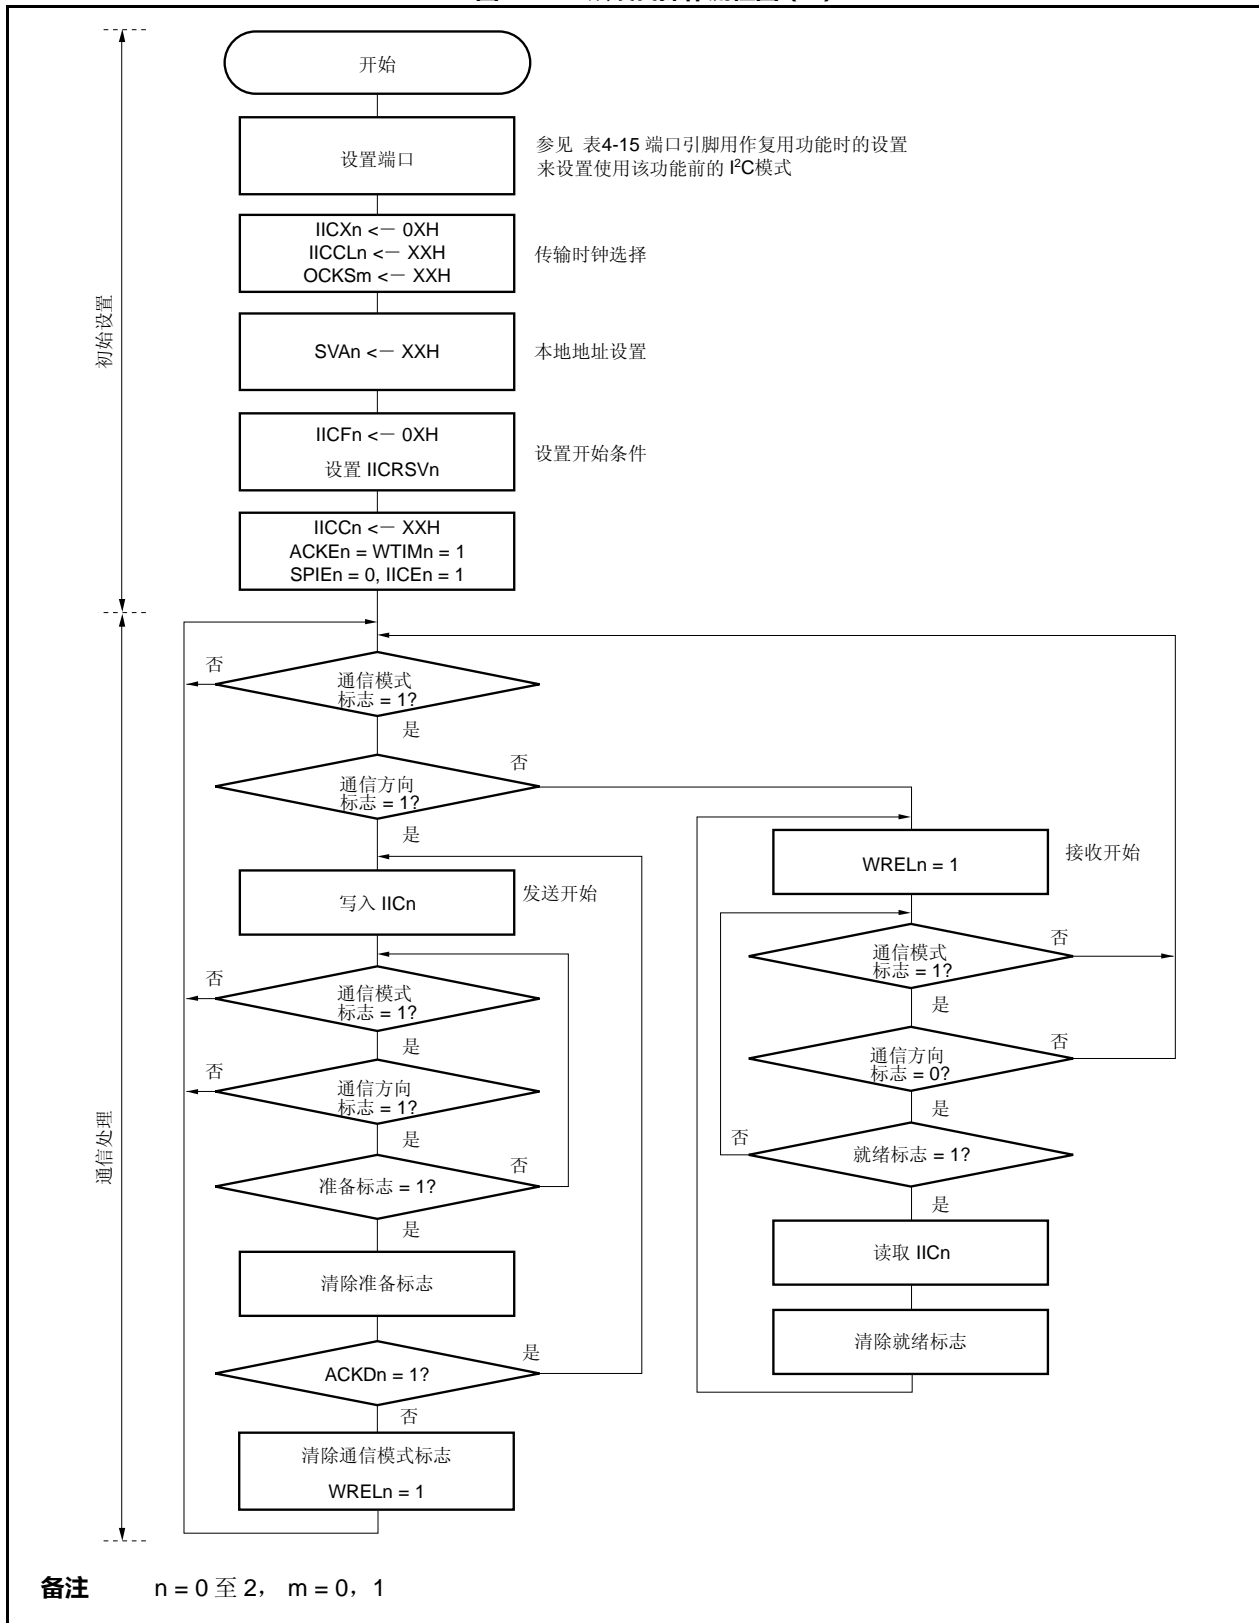 开始
设置端口
参见 表4-15 端口引脚用作复用功能时的设置
来设置使用该功能前的 I²C模式
IICXn <− 0XH
IICCLn <− XXH
OCKSm <− XXH
传输时钟选择
初始设置
SVAn <− XXH
本地地址设置
IICFn <− 0XH
设置 IICRSVn
设置开始条件
IICCn <− XXH
ACKEn = WTIMn = 1
SPIEn = 0, IICEn = 1
否
通信模式
标志 = 1?
是
否
通信方向
标志 = 1?
是
写入 IICn
发送开始
否
通信模式
标志 = 1?
是
否
通信方向
标志 = 1?
是
否
准备标志 = 1?
是
清除准备标志
是
ACKDn = 1?
否
清除通信模式标志
WRELn = 1
通信处理
WRELn = 1
接收开始
否
通信模式
标志 = 1?
是
否
通信方向
标志 = 0?
是
否
就绪标志 = 1?
是
读取 IICn
清除就绪标志
备注 n = 0 至 2， m = 0，1